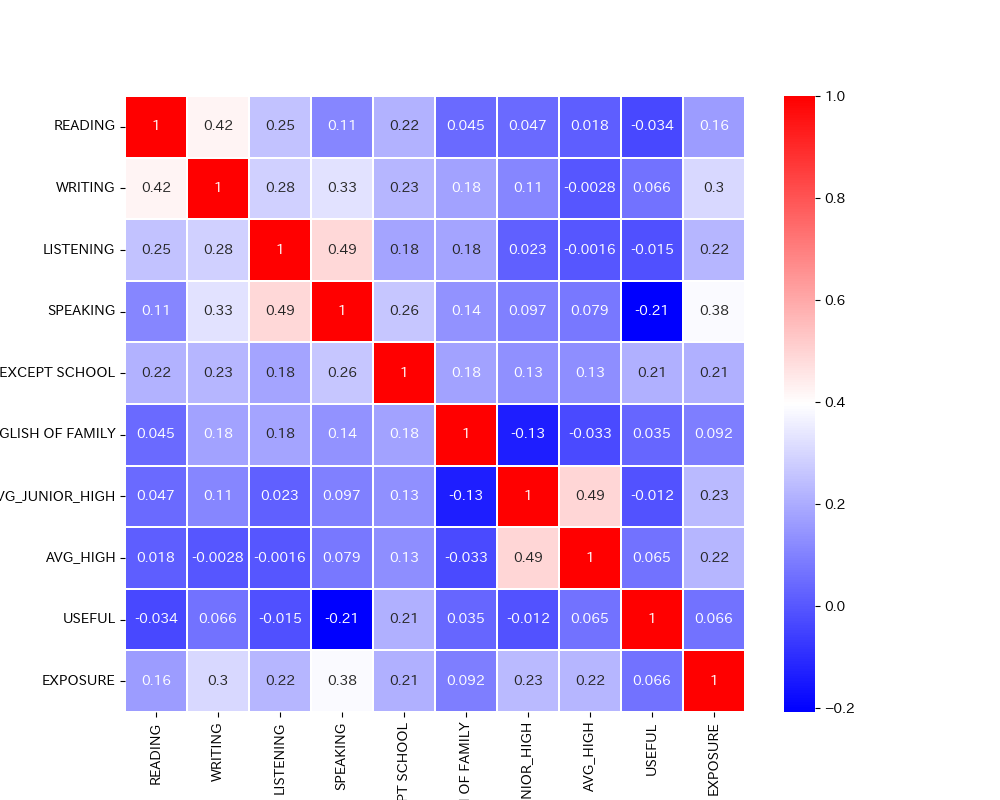 READING 1 0.42 0.25 0.11 0.22 0.045 0.047 0.018 -0.034 0.16
WRITING 0.42 1 0.28 0.33 0.23 0.18 0.11 -0.0028 0.066 0.3
LISTENING 0.25 0.28 1 0.49 0.18 0.18 0.023 -0.0016 -0.015 0.22
SPEAKING 0.11 0.33 0.49 1 0.26 0.14 0.097 0.079 -0.21 0.38
EXCEPT SCHOOL 0.22 0.23 0.18 0.26 1 0.18 0.13 0.13 0.21 0.21
GLISH OF FAMILY 0.045 0.18 0.18 0.14 0.18 1 -0.13 -0.033 0.035 0.092
VG_JUNIOR_HIGH 0.047 0.11 0.023 0.097 0.13 -0.13 1 0.49 -0.012 0.23
AVG_HIGH 0.018 -0.0028 -0.0016 0.079 0.13 -0.033 0.49 1 0.065 0.22
USEFUL -0.034 0.066 -0.015 -0.21 0.21 0.035 -0.012 0.065 1 0.066
EXPOSURE 0.16 0.3 0.22 0.38 0.21 0.092 0.23 0.22 0.066 1
READING
WRITING
LISTENING
SPEAKING
PT SCHOOL
OF FAMILY
NIOR_HIGH
AVG_HIGH
USEFUL
EXPOSURE
1.0
0.8
0.6
0.4
0.2
0.0
−0.2